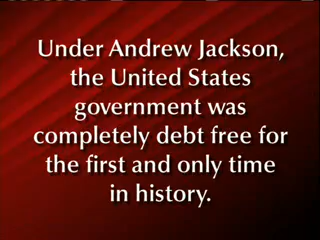 Under Andrew Jackson,
the United States
government was
completely debt free for
the first and only time
in history.